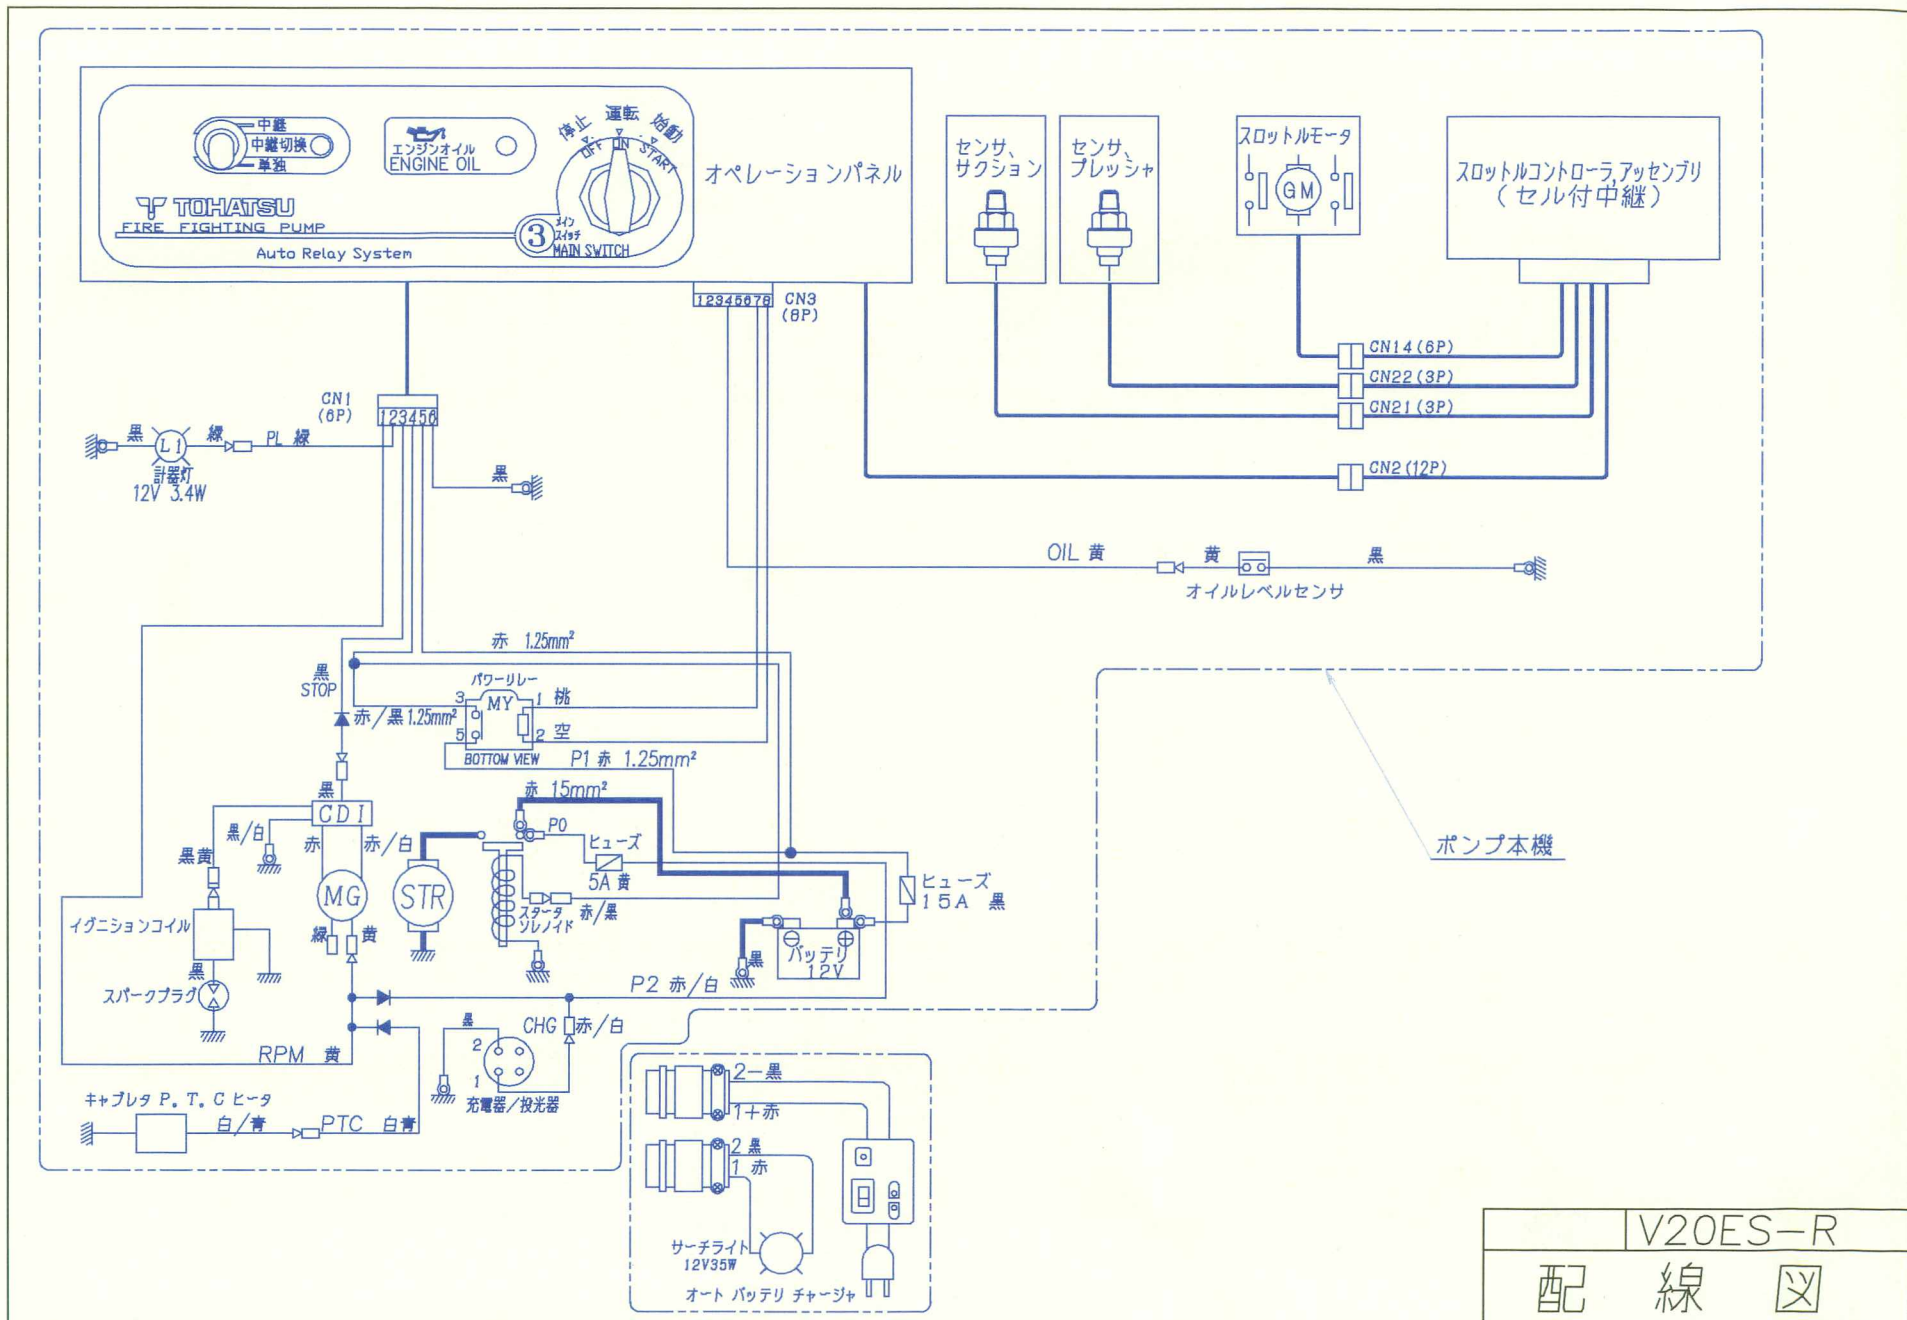 中継
中継切換
単独
エンジンオイル
ENGINE OIL
停止
運転
始動
OFF
ON
START
TOHATSU
FIRE FIGHTING PUMP
Auto Relay System
3
メイン
スイッチ
MAIN SWITCH
オペレーションパネル
センサ、
サクション
センサ、
プレッシャ
スロットルモータ
GM
スロットルコントローラ,アッセンブリ
(セル付中継)
12345678
CN3
(8P)
CN14(6P)
CN22(3P)
CN21(3P)
CN2(12P)
CN1
(6P)
123456
黒
L1
緑
PL 緑
計器灯
12V 3.4W
黒
OIL 黄
黄
黒
オイルレベルセンサ
赤 1.25mm²
黒
STOP
パワーリレー
MY
3
1 桃
赤/黒 1.25mm²
5
2 空
BOTTOM VIEW
P1 赤 1.25mm²
赤 15mm²
黒
CDI
黒/白
赤
赤/白
黒黄
PO
ヒューズ
5A 黄
MG
STR
スタータ
ソレノイド
赤/黒
ヒューズ
15A 黒
イグニションコイル
緑
黄
黒
⊖ ⊕
バッテリ
12V
黒
スパークプラグ
P2 赤/白
RPM 黄
黒
2
1
CHG 赤/白
充電器/投光器
キャブレタ P. T. C ヒータ
白/青
PTC 白青
ポンプ本機
2−黒
1+赤
2 黒
1 赤
サーチライト
12V35W
オート バッテリ チャージャ
V20ES−R
配線図